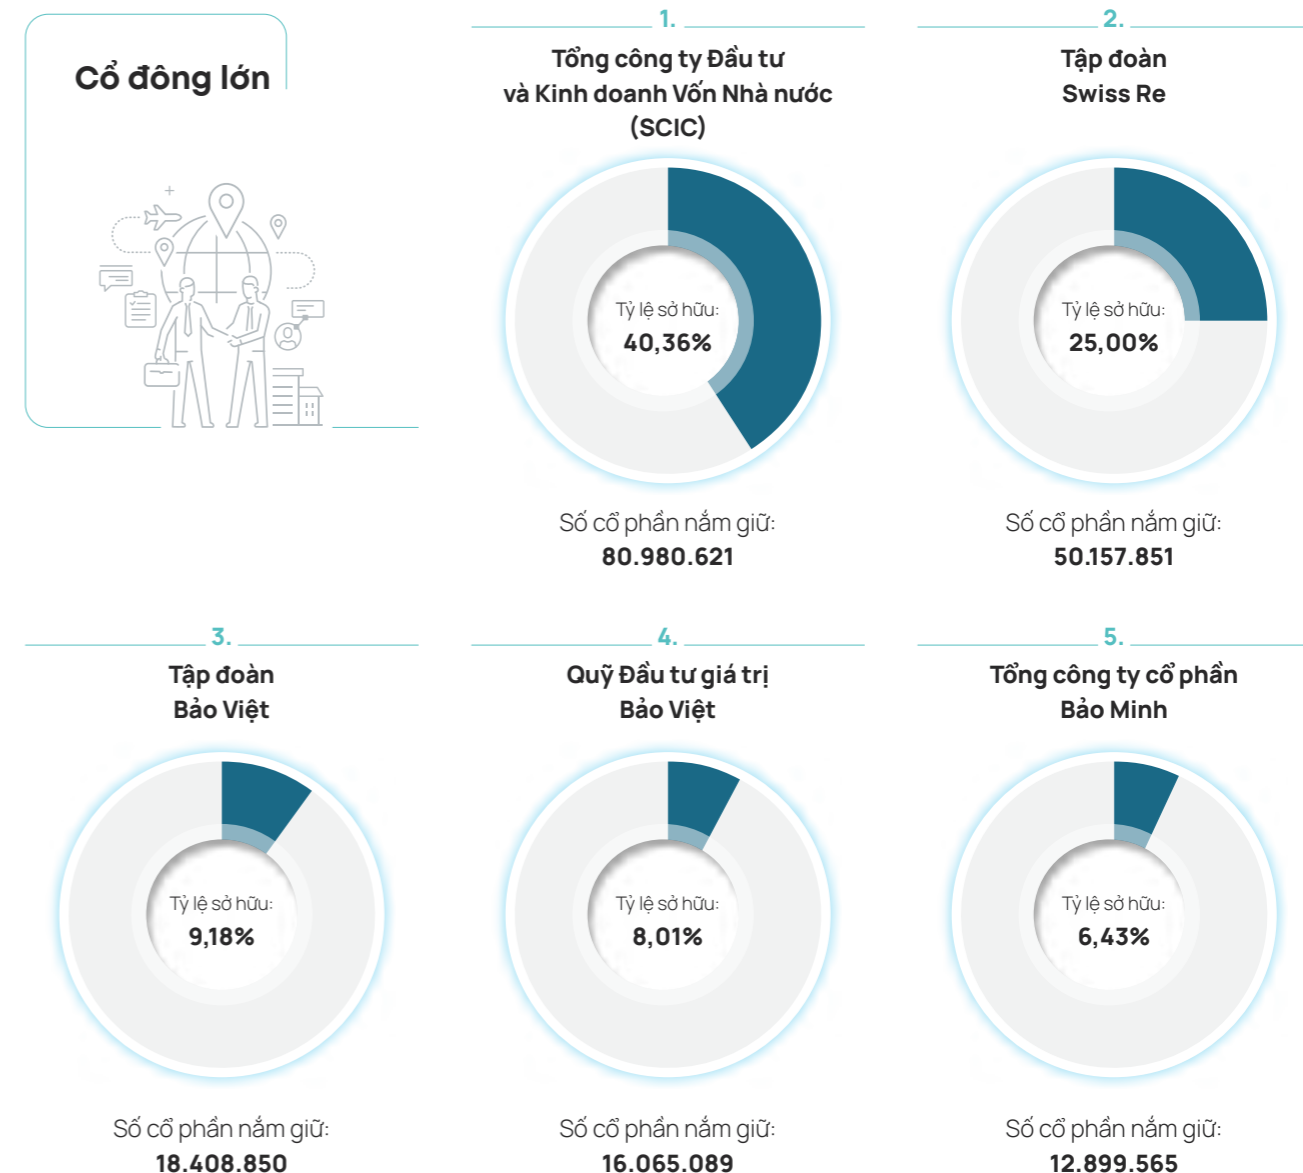 Cổ đông lớn
1.
Tổng công ty Đầu tư
và Kinh doanh Vốn Nhà nước
(SCIC)
Tỷ lệ sở hữu:
40,36%
Số cổ phần nắm giữ:
80.980.621
2.
Tập đoàn
Swiss Re
Tỷ lệ sở hữu:
25,00%
Số cổ phần nắm giữ:
50.157.851
3.
Tập đoàn
Bảo Việt
Tỷ lệ sở hữu:
9,18%
Số cổ phần nắm giữ:
18.408.850
4.
Quỹ Đầu tư giá trị
Bảo Việt
Tỷ lệ sở hữu:
8,01%
Số cổ phần nắm giữ:
16.065.089
5.
Tổng công ty cổ phần
Bảo Minh
Tỷ lệ sở hữu:
6,43%
Số cổ phần nắm giữ:
12.899.565